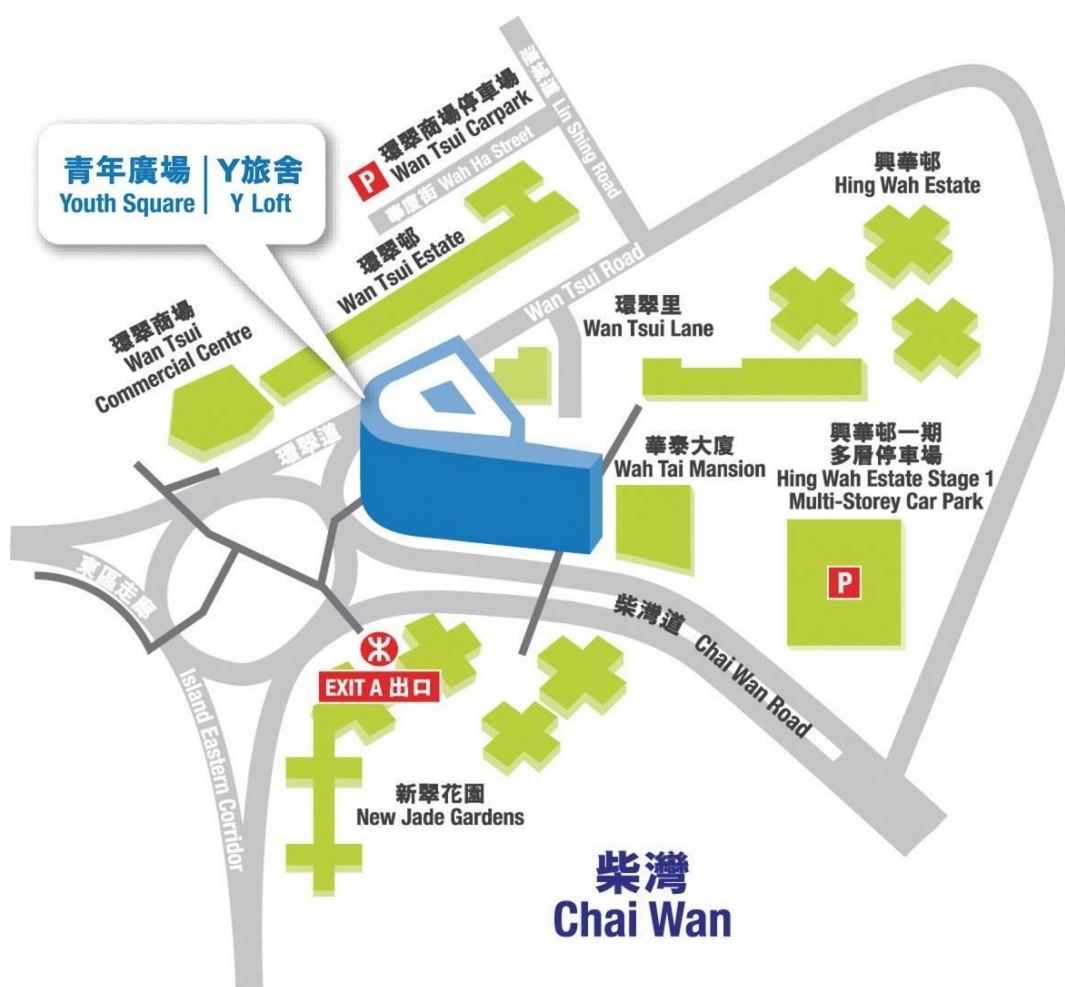 青年廣場 | Y旅舍
Youth Square | Y Loft
P
環翠商場停車場
Wan Tsui Carpark
華廈街 Wah Ha Street
連城道 Lin Shing Road
環翠邨
Wan Tsui Estate
環翠商場
Wan Tsui
Commercial Centre
環翠道
Wan Tsui Road
環翠里
Wan Tsui Lane
興華邨
Hing Wah Estate
華泰大廈
Wah Tai Mansion
興華邨一期
多層停車場
Hing Wah Estate Stage 1
Multi-Storey Car Park
P
東區走廊
Island Eastern Corridor
EXIT A 出口
柴灣道 Chai Wan Road
新翠花園
New Jade Gardens
柴灣
Chai Wan